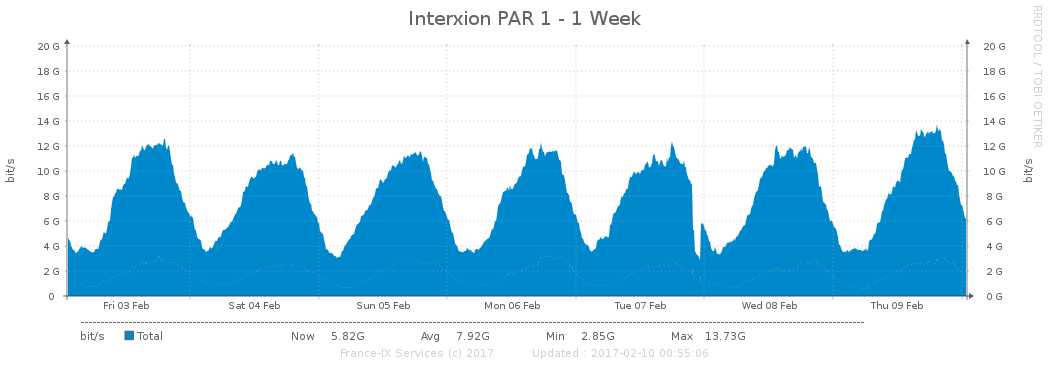 Interxion PAR 1 - 1 Week
RRDTOOL / TOBI OETIKER
20 G 20 G
18 G 18 G
16 G 16 G
14 G 14 G
12 G 12 G
10 G 10 G
8 G 8 G
6 G 6 G
4 G 4 G
2 G 2 G
0 0 G
bit/s bit/s
Fri 03 Feb Sat 04 Feb Sun 05 Feb Mon 06 Feb Tue 07 Feb Wed 08 Feb Thu 09 Feb
bit/s Total Now 5.82G Avg 7.92G Min 2.85G Max 13.73G
France-IX Services (c) 2017 Updated : 2017-02-10 00:55:06